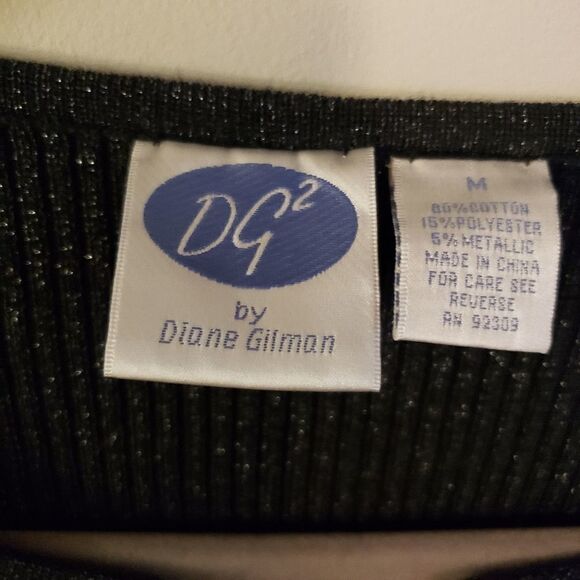 DG2
by
Diane Gilman
M
80% COTTON
15% POLYESTER
5% METALLIC
MADE IN CHINA
FOR CARE SEE
REVERSE
RN 92309